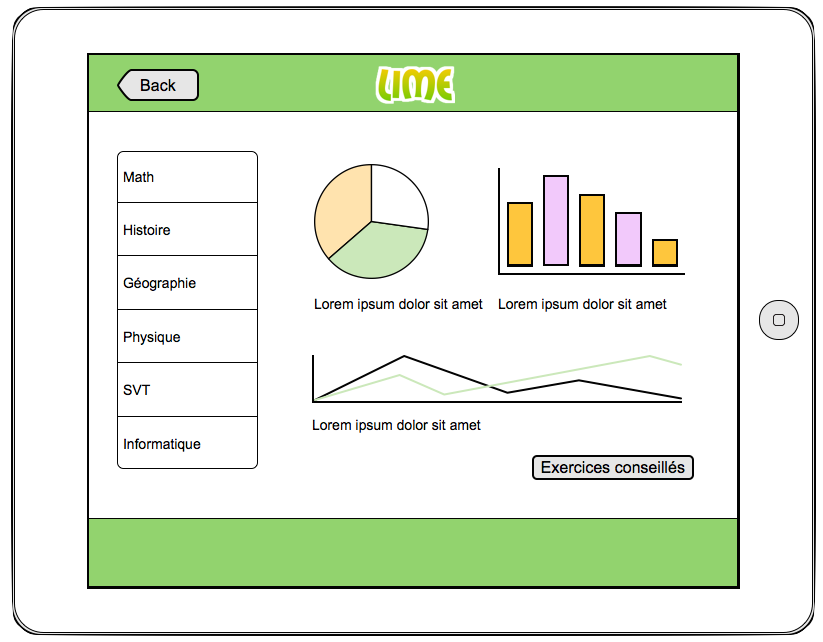 Back
LIME
Math
Histoire
Géographie
Physique
SVT
Informatique
Lorem ipsum dolor sit amet
Lorem ipsum dolor sit amet
Lorem ipsum dolor sit amet
Exercices conseillés